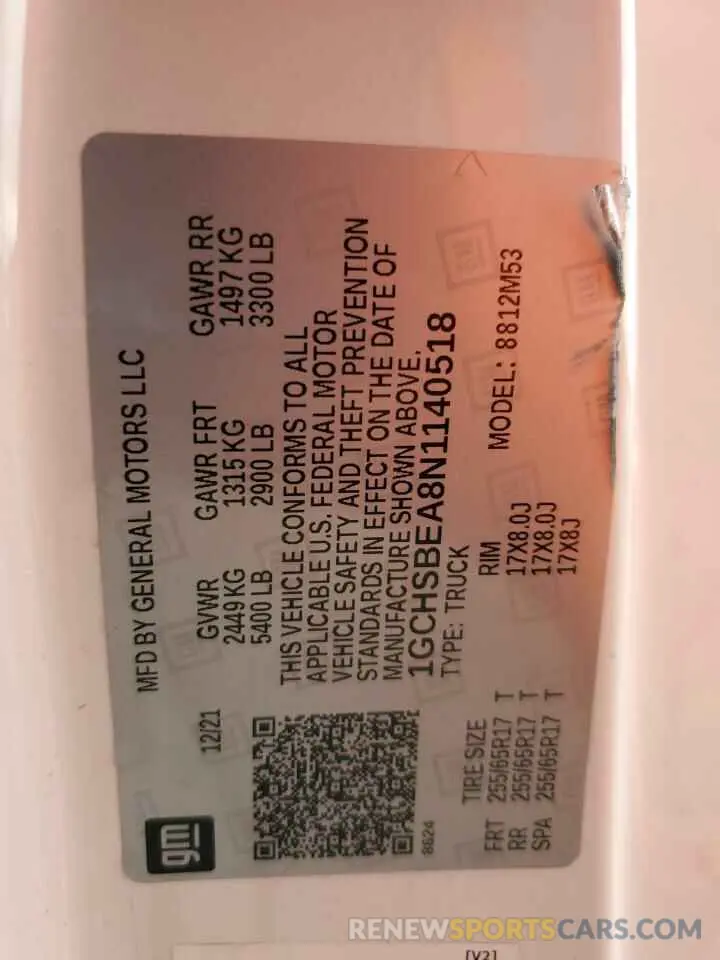 gm
MFD BY GENERAL MOTORS LLC
12/21
GVWR GAWR FRT GAWR RR
2449 KG 1315 KG 1497 KG
5400 LB 2900 LB 3300 LB
THIS VEHICLE CONFORMS TO ALL
APPLICABLE U.S. FEDERAL MOTOR
VEHICLE SAFETY AND THEFT PREVENTION
STANDARDS IN EFFECT ON THE DATE OF
MANUFACTURE SHOWN ABOVE.
1GCHSBEA8N1140518
8624
TYPE: TRUCK
MODEL: 8812M53
TIRE SIZE RIM
FRT 255/65R17 T 17X8.0J
RR 255/65R17 T 17X8.0J
SPA 255/65R17 T 17X8J
RENEWSPORTSCARS.COM
[V2]